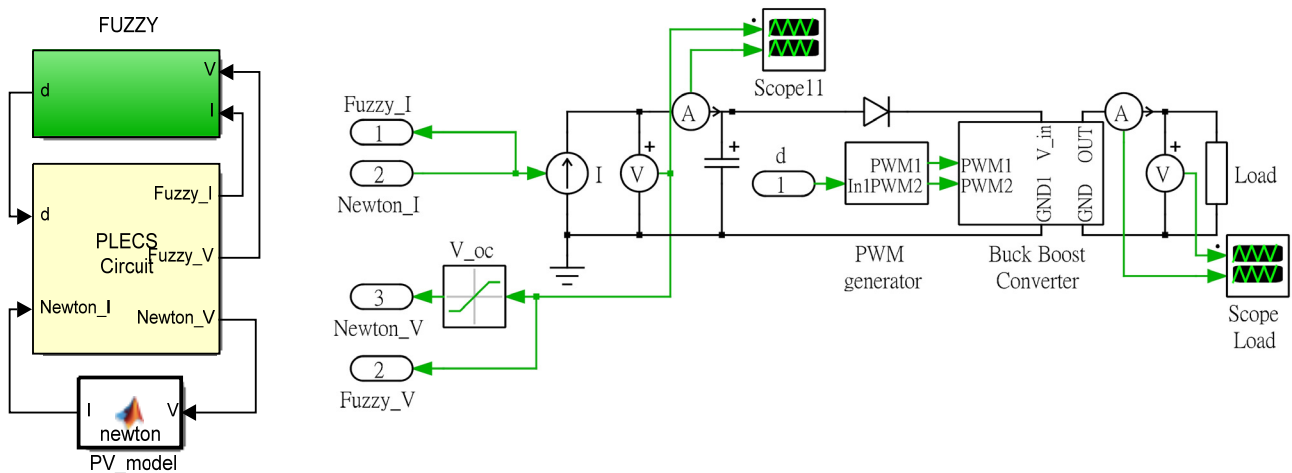 FUZZY
V
d
I
Fuzzy_I
d
PLECS
Circuit
Fuzzy_V
Newton_I
Newton_V
I
V
newton
PV_model
Scope11
Fuzzy_I
1
2
Newton_I
I
V
+
A
+
d
1
PWM1
In1PWM2
PWM
generator
PWM1
PWM2
V_in
GND1
OUT
GND
Buck Boost
Converter
A
V
+
Load
Scope
Load
V_oc
3
Newton_V
2
Fuzzy_V